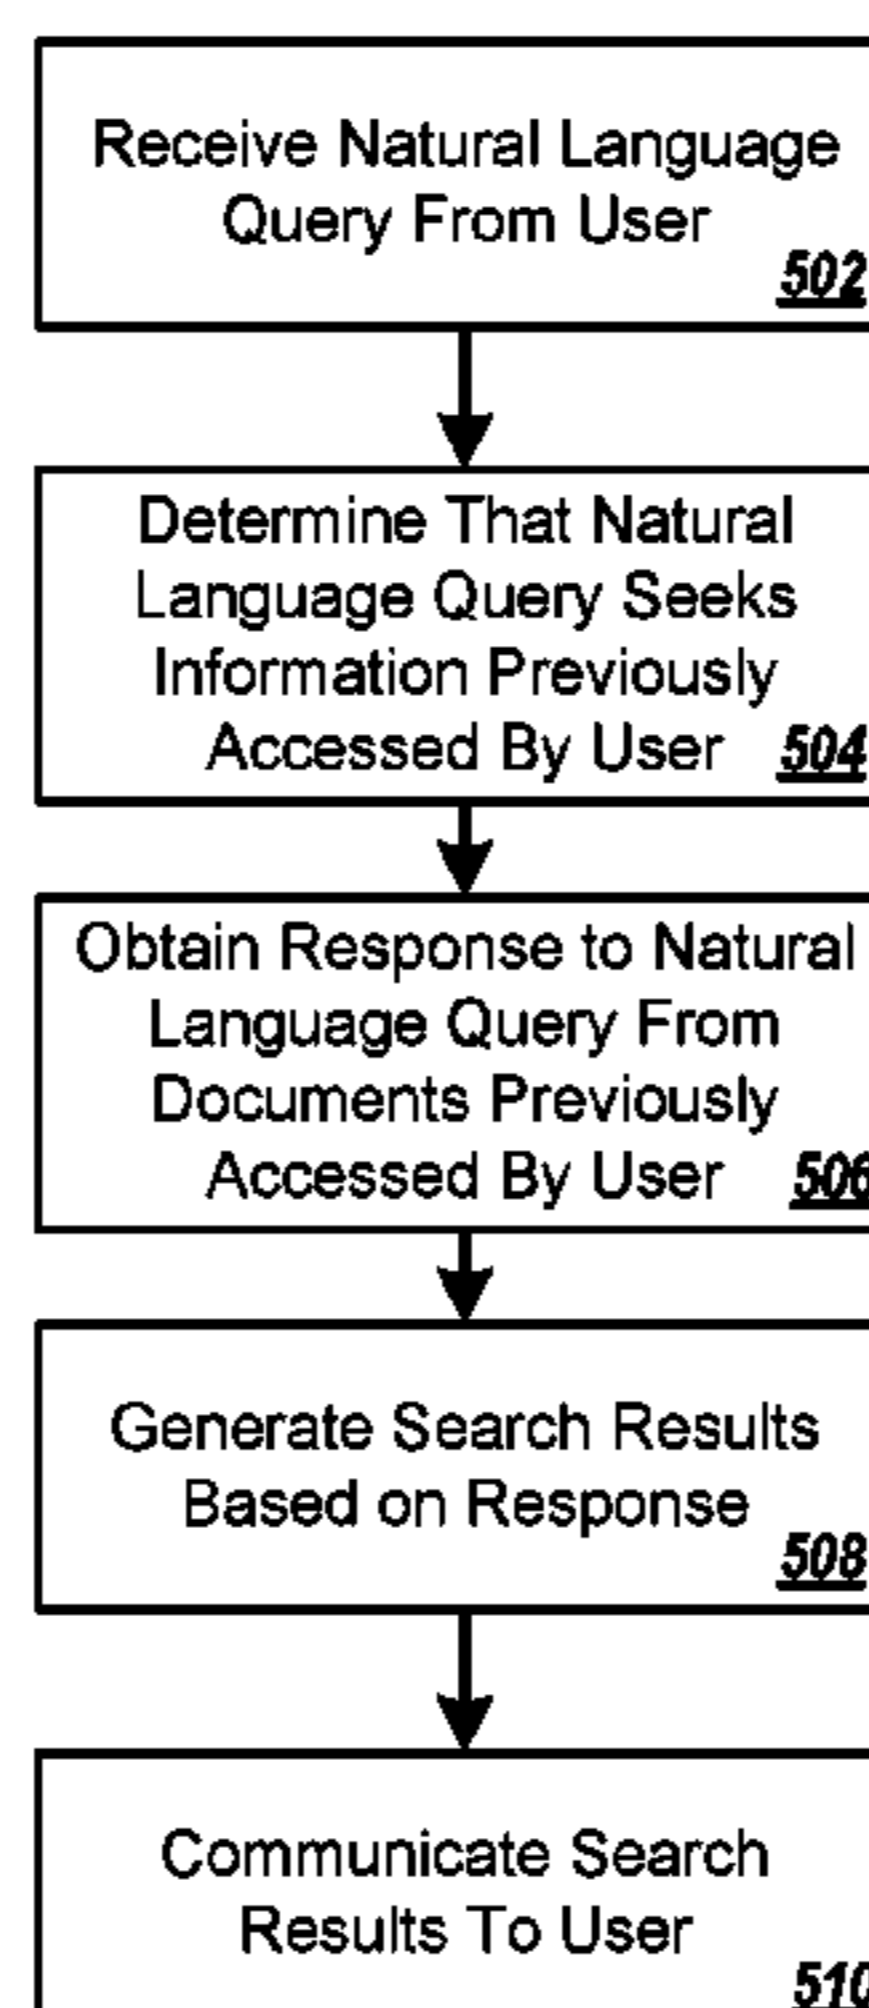 Receive Natural Language
Query From User
502
Determine That Natural
Language Query Seeks
Information Previously
Accessed By User 504
Obtain Response to Natural
Language Query From
Documents Previously
Accessed By User 506
Generate Search Results
Based on Response
508
Communicate Search
Results To User
510